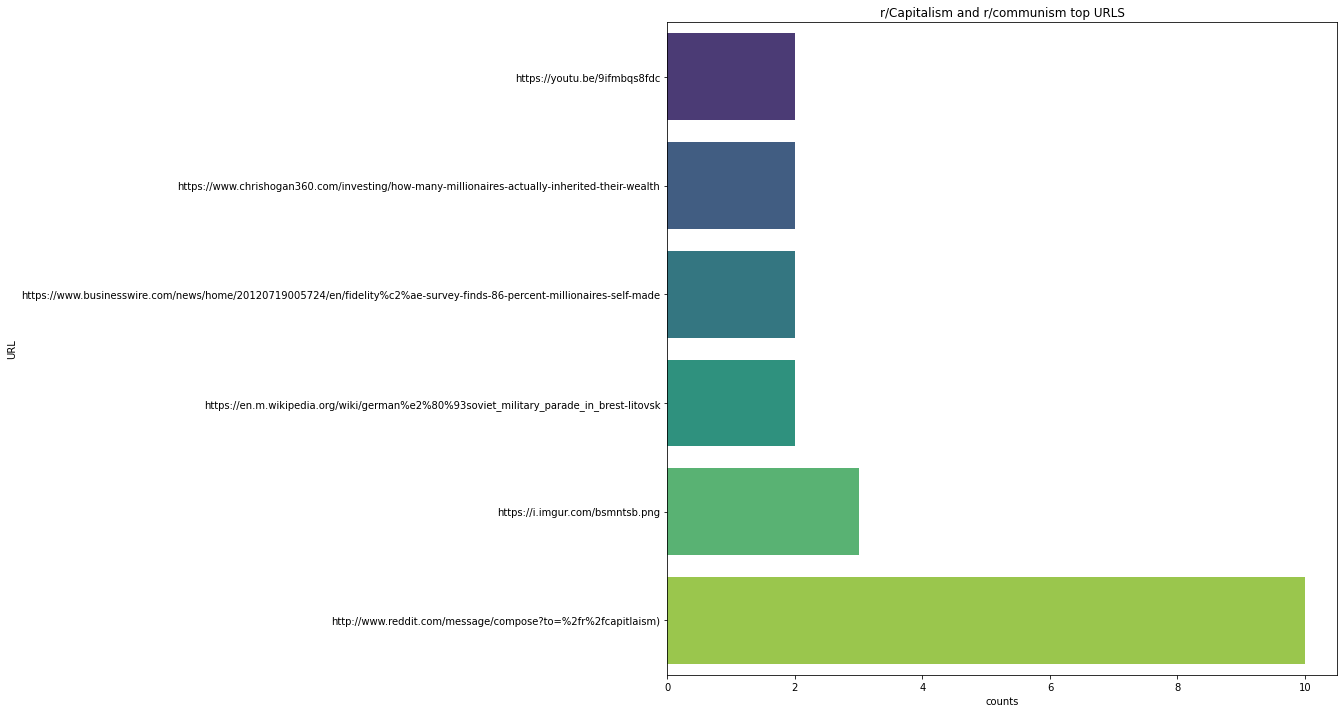 r/Capitalism and r/communism top URLS
https://youtu.be/9ifmbqs8fdc
https://www.chrishogan360.com/investing/how-many-millionaires-actually-inherited-their-wealth
https://www.businesswire.com/news/home/20120719005724/en/fidelity%c2%ae-survey-finds-86-percent-millionaires-self-made
https://en.m.wikipedia.org/wiki/german%e2%80%93soviet_military_parade_in_brest-litovsk
https://i.imgur.com/bsmntsb.png
http://www.reddit.com/message/compose?to=%2fr%2fcapitlaism)
URL
0 2 4 6 8 10
counts